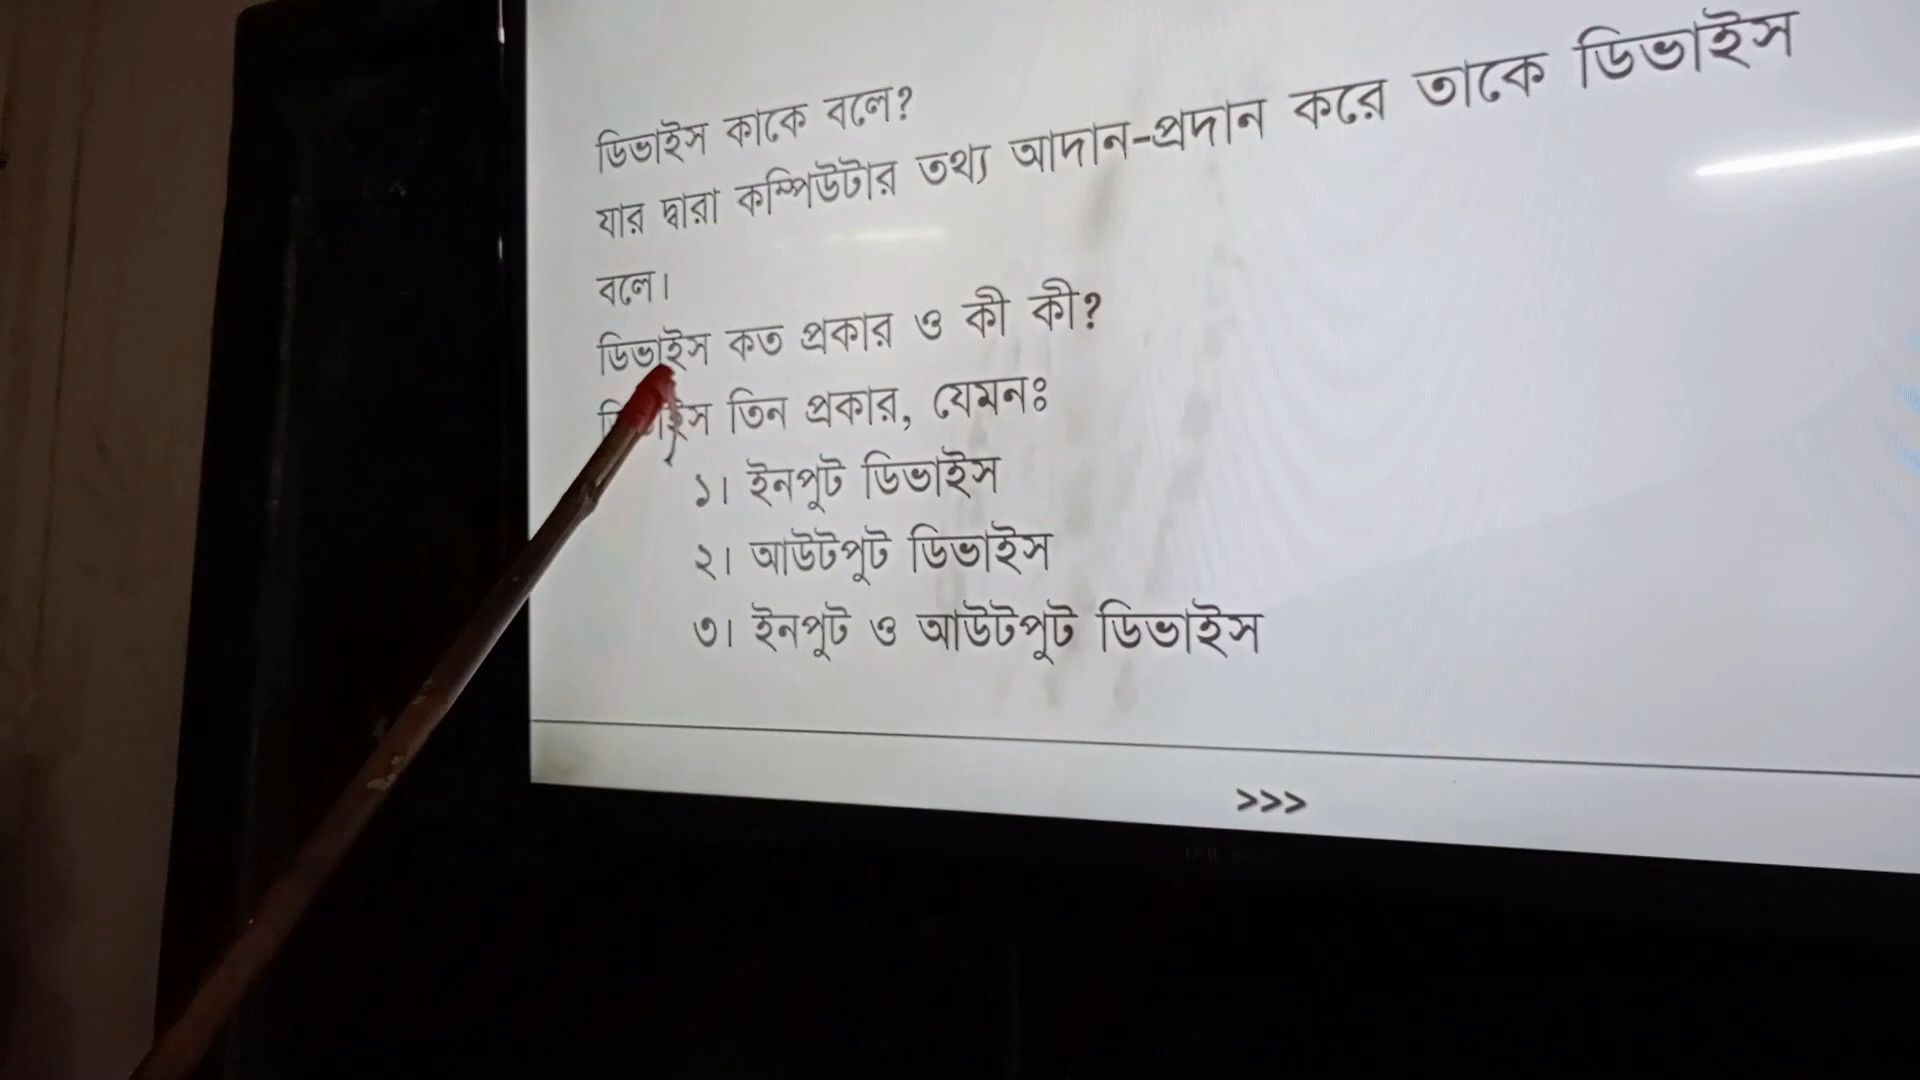 ডিভাইস কাকে বলে?
যার দ্বারা কম্পিউটার তথ্য আদান-প্রদান করে তাকে ডিভাইস
বলে।
ডিভাইস কত প্রকার ও কী কী?
তিন প্রকার, যেমনঃ
১। ইনপুট ডিভাইস
২। আউটপুট ডিভাইস
৩। ইনপুট ও আউটপুট ডিভাইস
>>>